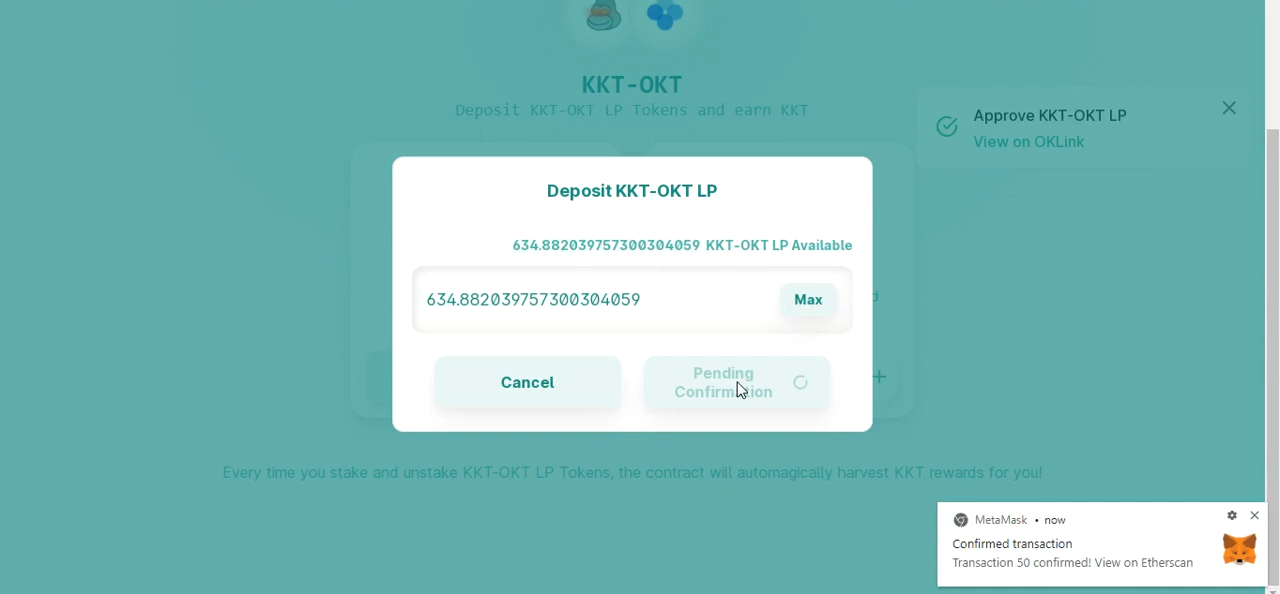 KKT-OKT
Deposit KKT-OKT LP Tokens and earn KKT
Approve KKT-OKT LP
View on OKLink
Deposit KKT-OKT LP
634.882039757300304059 KKT-OKT LP Available
634.882039757300304059
Max
Cancel
Pending
Confirmation
Every time you stake and unstake KKT-OKT LP Tokens, the contract will automagically harvest KKT rewards for you!
MetaMask • now
Confirmed transaction
Transaction 50 confirmed! View on Etherscan